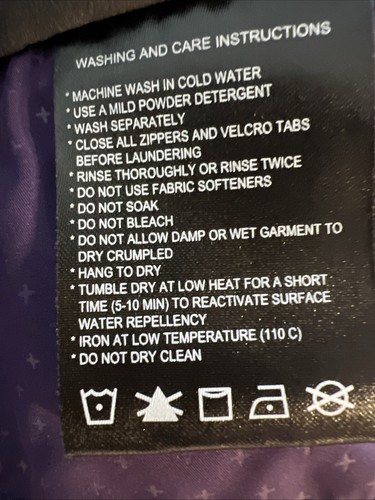 WASHING AND CARE INSTRUCTIONS
* MACHINE WASH IN COLD WATER
* USE A MILD POWDER DETERGENT
* WASH SEPARATELY
* CLOSE ALL ZIPPERS AND VELCRO TABS
BEFORE LAUNDERING
* RINSE THOROUGHLY OR RINSE TWICE
* DO NOT USE FABRIC SOFTENERS
* DO NOT SOAK
* DO NOT BLEACH
* DO NOT ALLOW DAMP OR WET GARMENT TO
DRY CRUMPLED
* HANG TO DRY
* TUMBLE DRY AT LOW HEAT FOR A SHORT
TIME (5-10 MIN) TO REACTIVATE SURFACE
WATER REPELLENCY
* IRON AT LOW TEMPERATURE (110 C)
* DO NOT DRY CLEAN